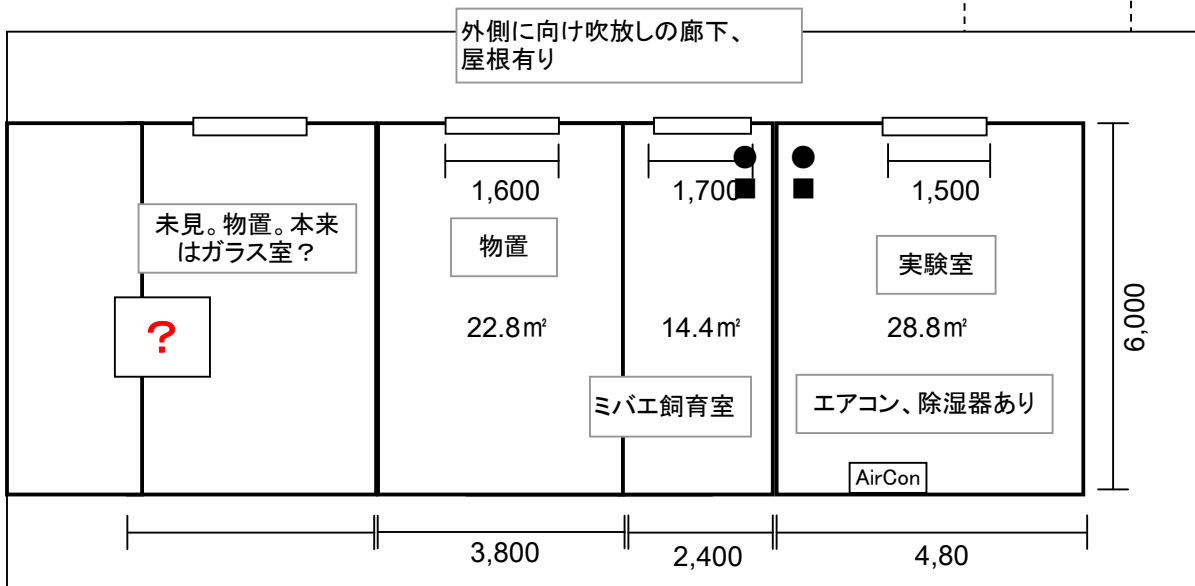 外側に向け吹放しの廊下、
屋根有り
1,600
1,700
1,500
未見。物置。本来
はガラス室？
物置
実験室
？
22.8㎡
14.4㎡
28.8㎡
6,000
ミバエ飼育室
エアコン、除湿器あり
AirCon
3,800
2,400
4,80